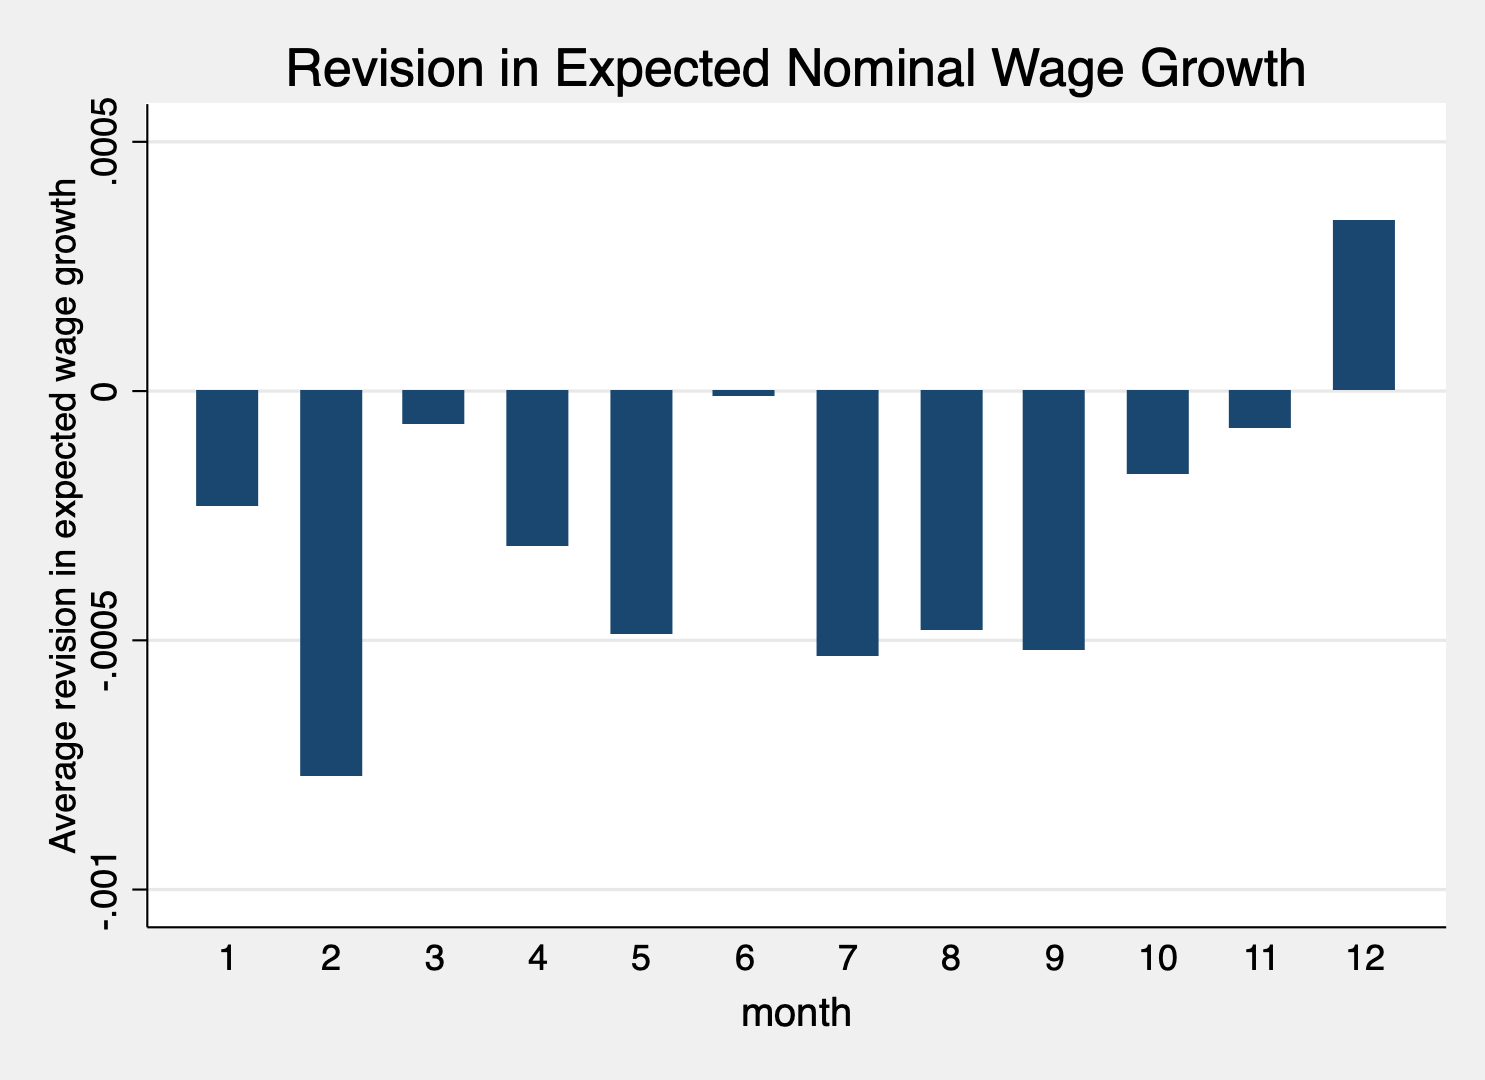 Revision in Expected Nominal Wage Growth
Average revision in expected wage growth
.0005
0
-.0005
-.001
1 2 3 4 5 6 7 8 9 10 11 12
month